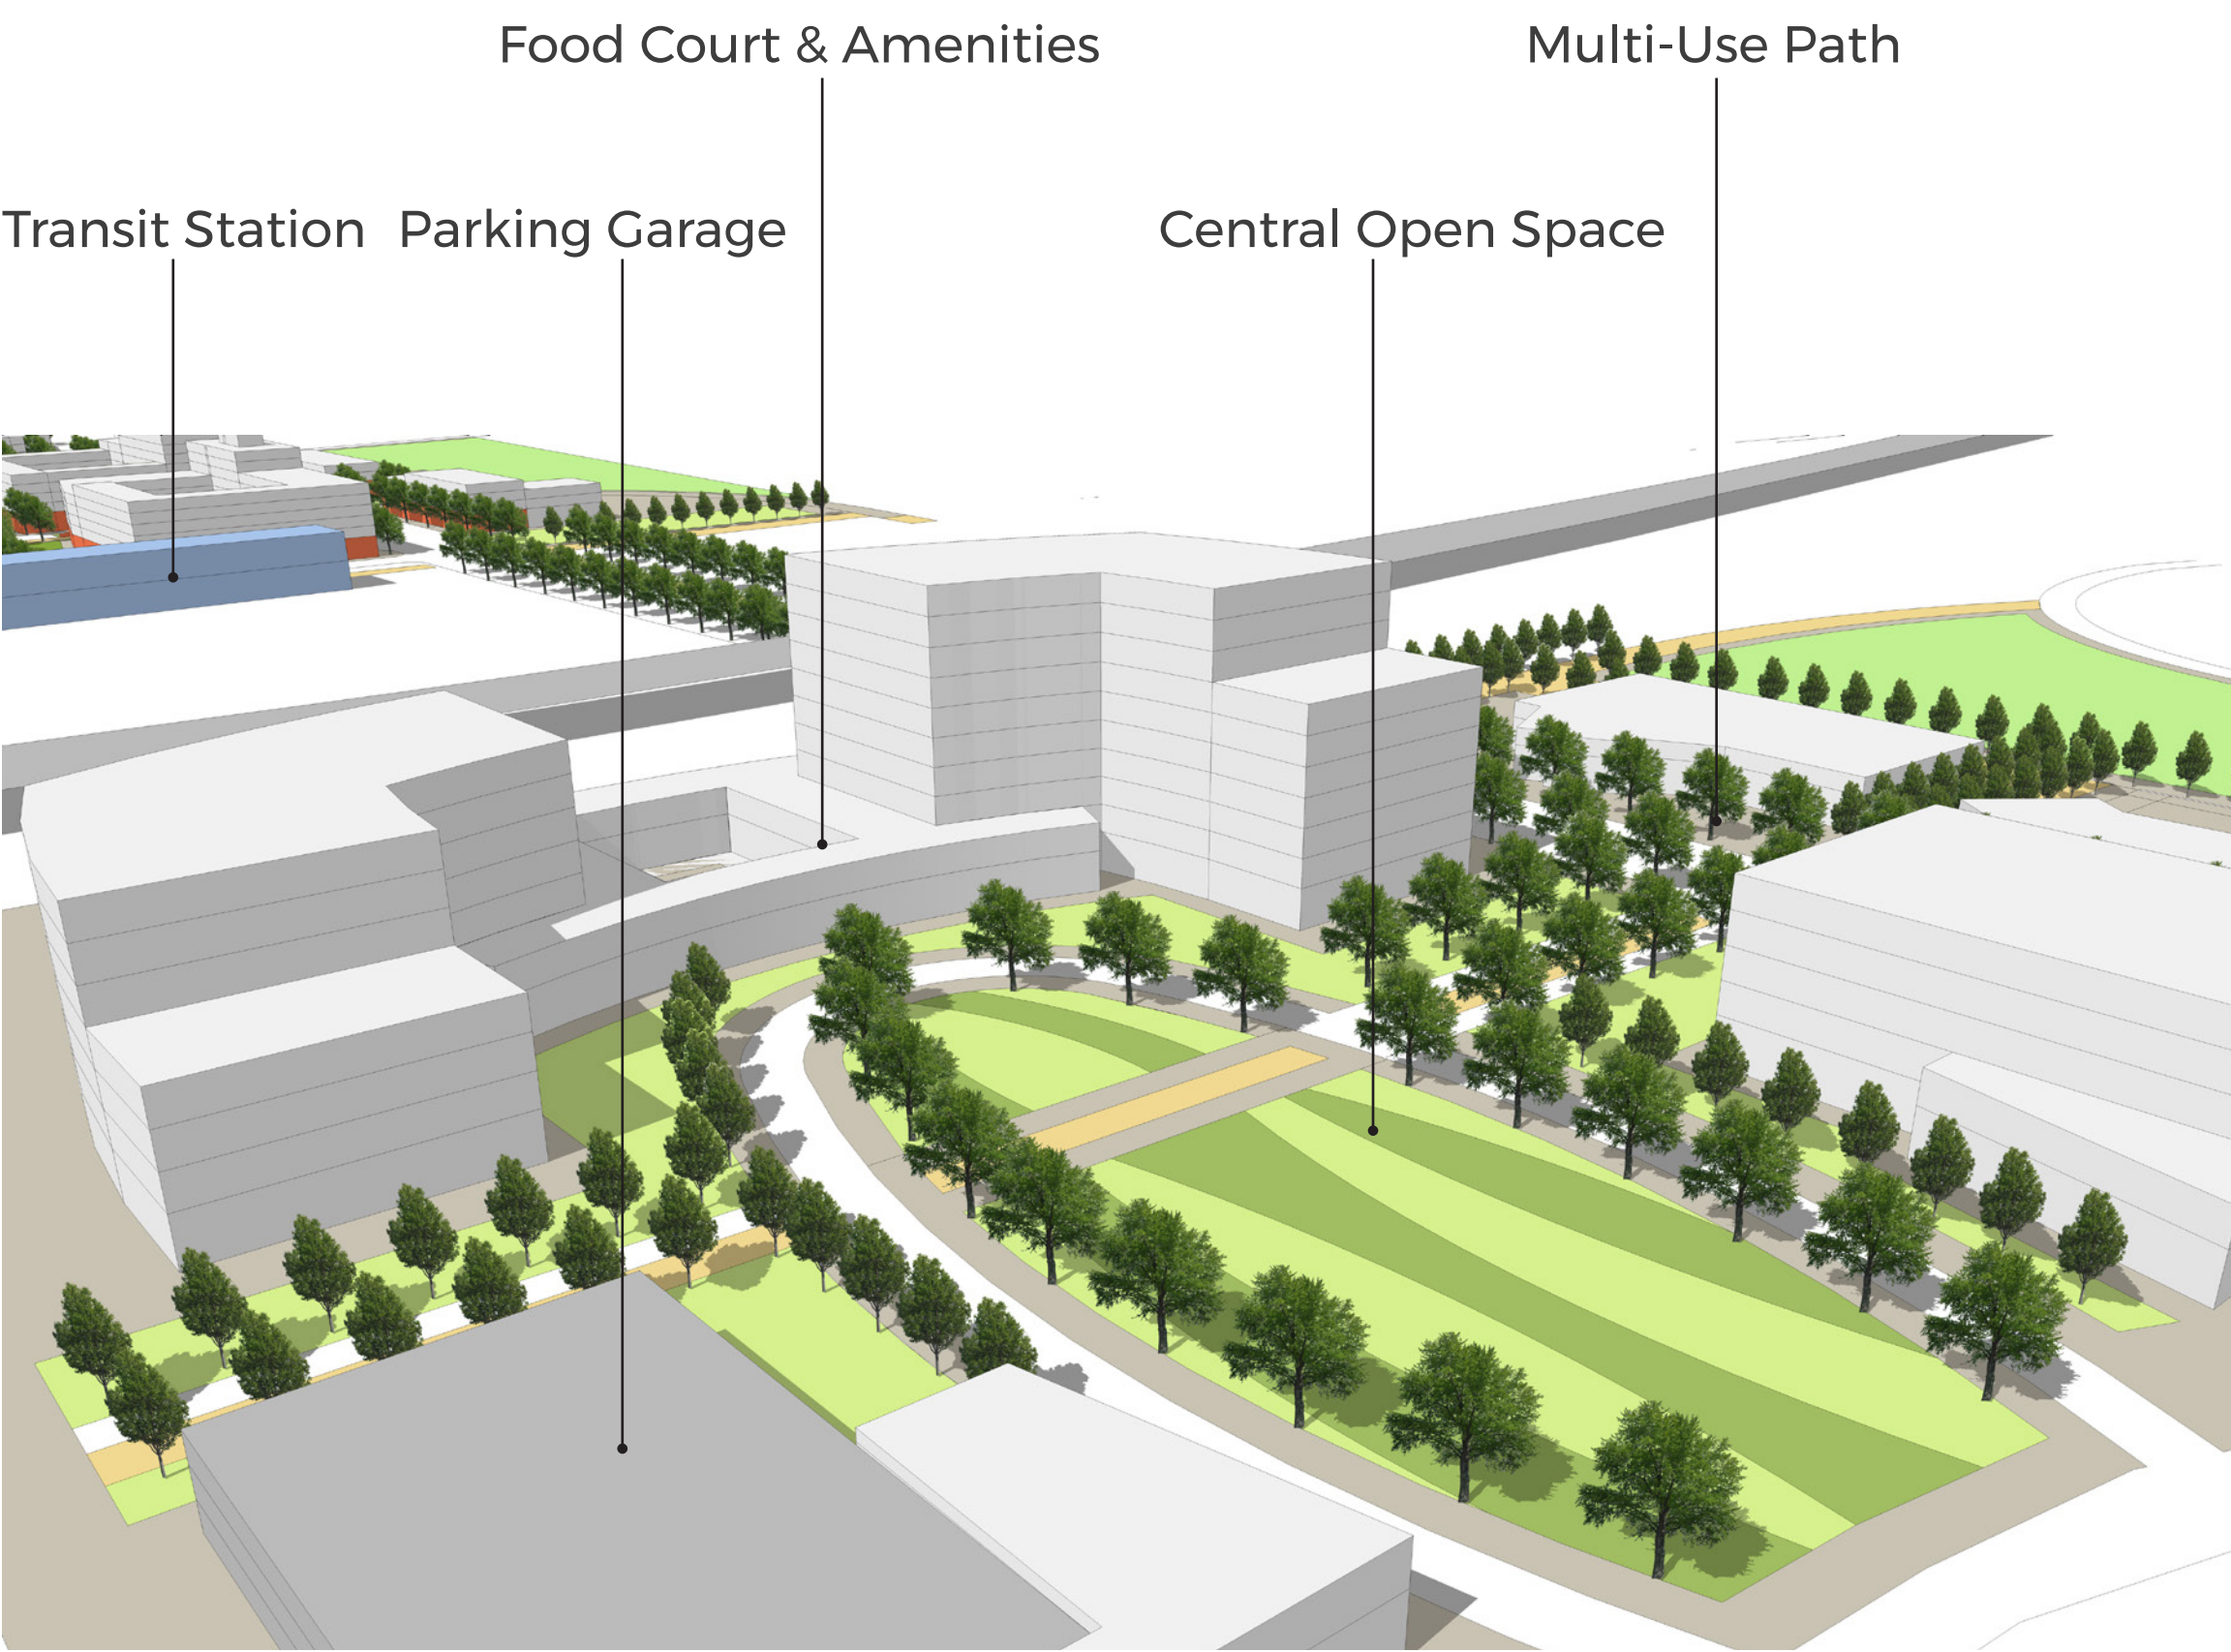 Food Court & Amenities
Multi-Use Path
Transit Station
Parking Garage
Central Open Space